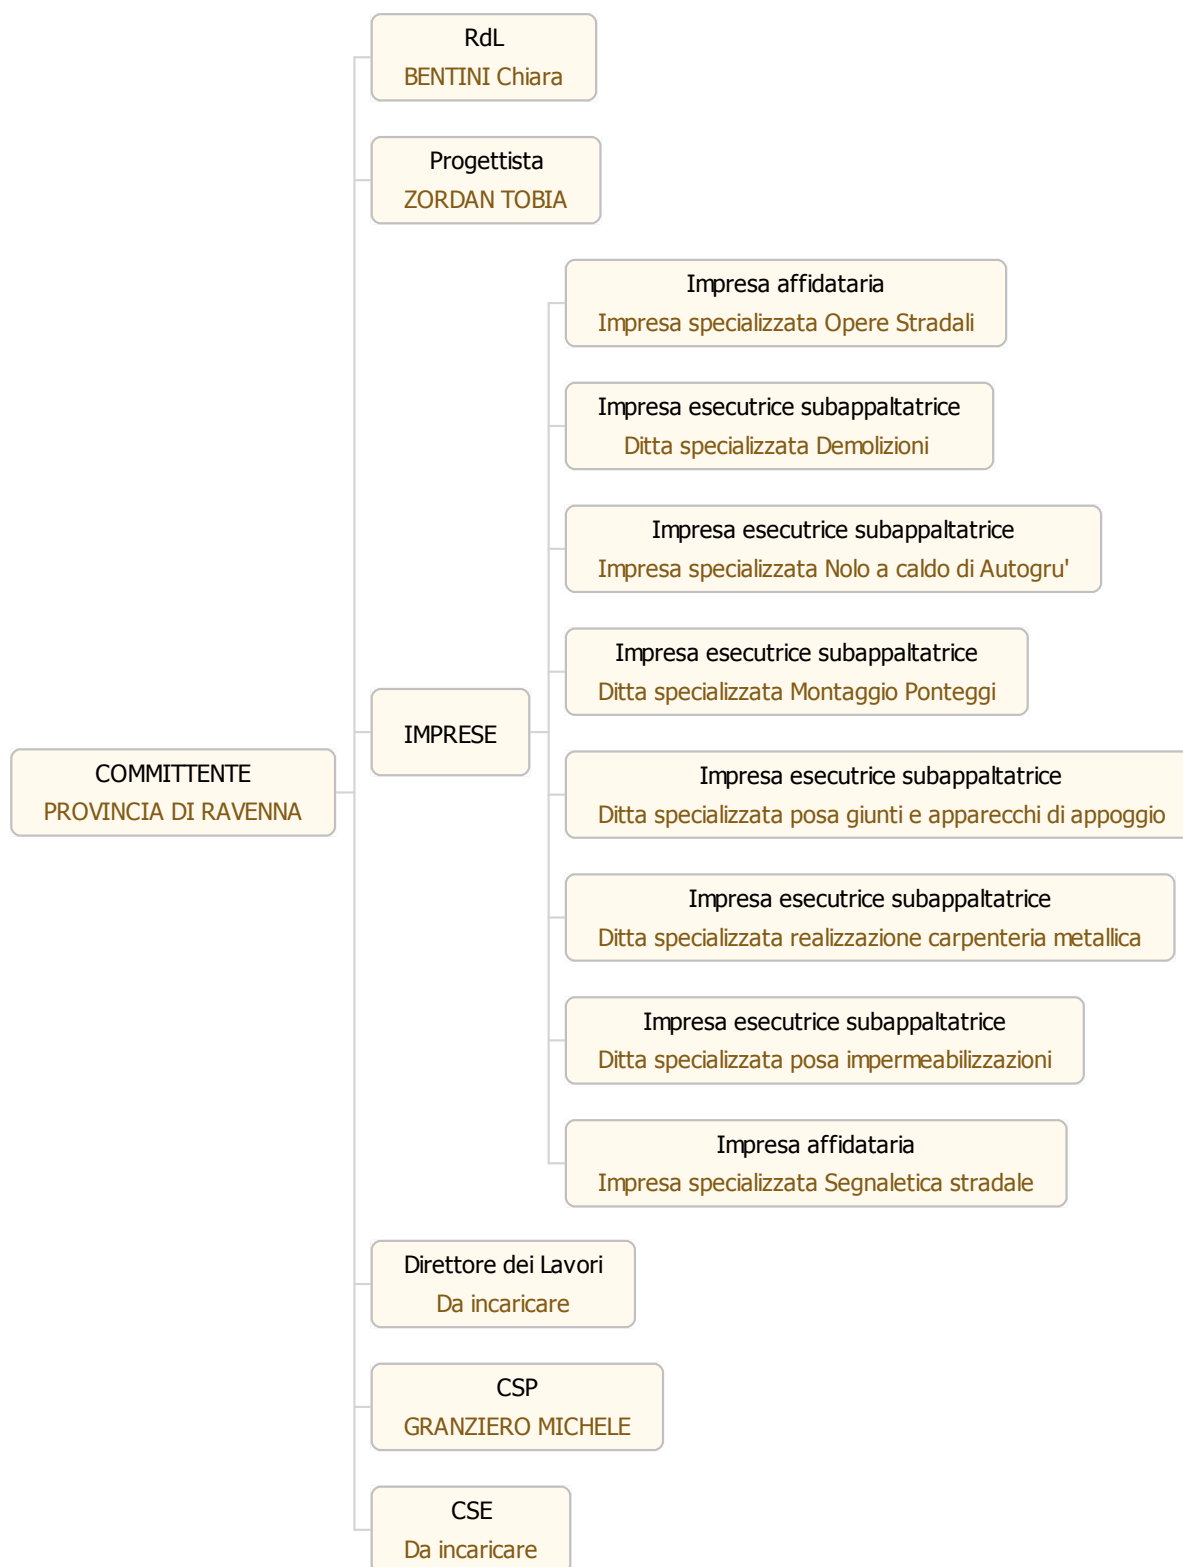 RdL
BENTINI Chiara
Progettista
ZORDAN TOBIA
Impresa affidataria
Impresa specializzata Opere Stradali
Impresa esecutrice subappaltatrice
Ditta specializzata Demolizioni
Impresa esecutrice subappaltatrice
Impresa specializzata Nolo a caldo di Autogru'
Impresa esecutrice subappaltatrice
Ditta specializzata Montaggio Ponteggi
IMPRESE
COMMITTENTE
PROVINCIA DI RAVENNA
Impresa esecutrice subappaltatrice
Ditta specializzata posa giunti e apparecchi di appoggio
Impresa esecutrice subappaltatrice
Ditta specializzata realizzazione carpenteria metallica
Impresa esecutrice subappaltatrice
Ditta specializzata posa impermeabilizzazioni
Impresa affidataria
Impresa specializzata Segnaletica stradale
Direttore dei Lavori
Da incaricare
CSP
GRANZIERO MICHELE
CSE
Da incaricare